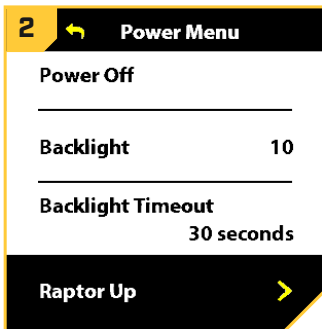 2
Power Menu
Power Off
Backlight 10
Backlight Timeout
30 seconds
Raptor Up